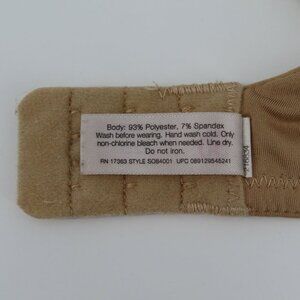 Body: 93% Polyester, 7% Spandex
Wash before wearing. Hand wash cold. Only
non-chlorine bleach when needed. Line dry.
Do not iron.
RN 17363 STYLE SO84001 UPC 089129545241